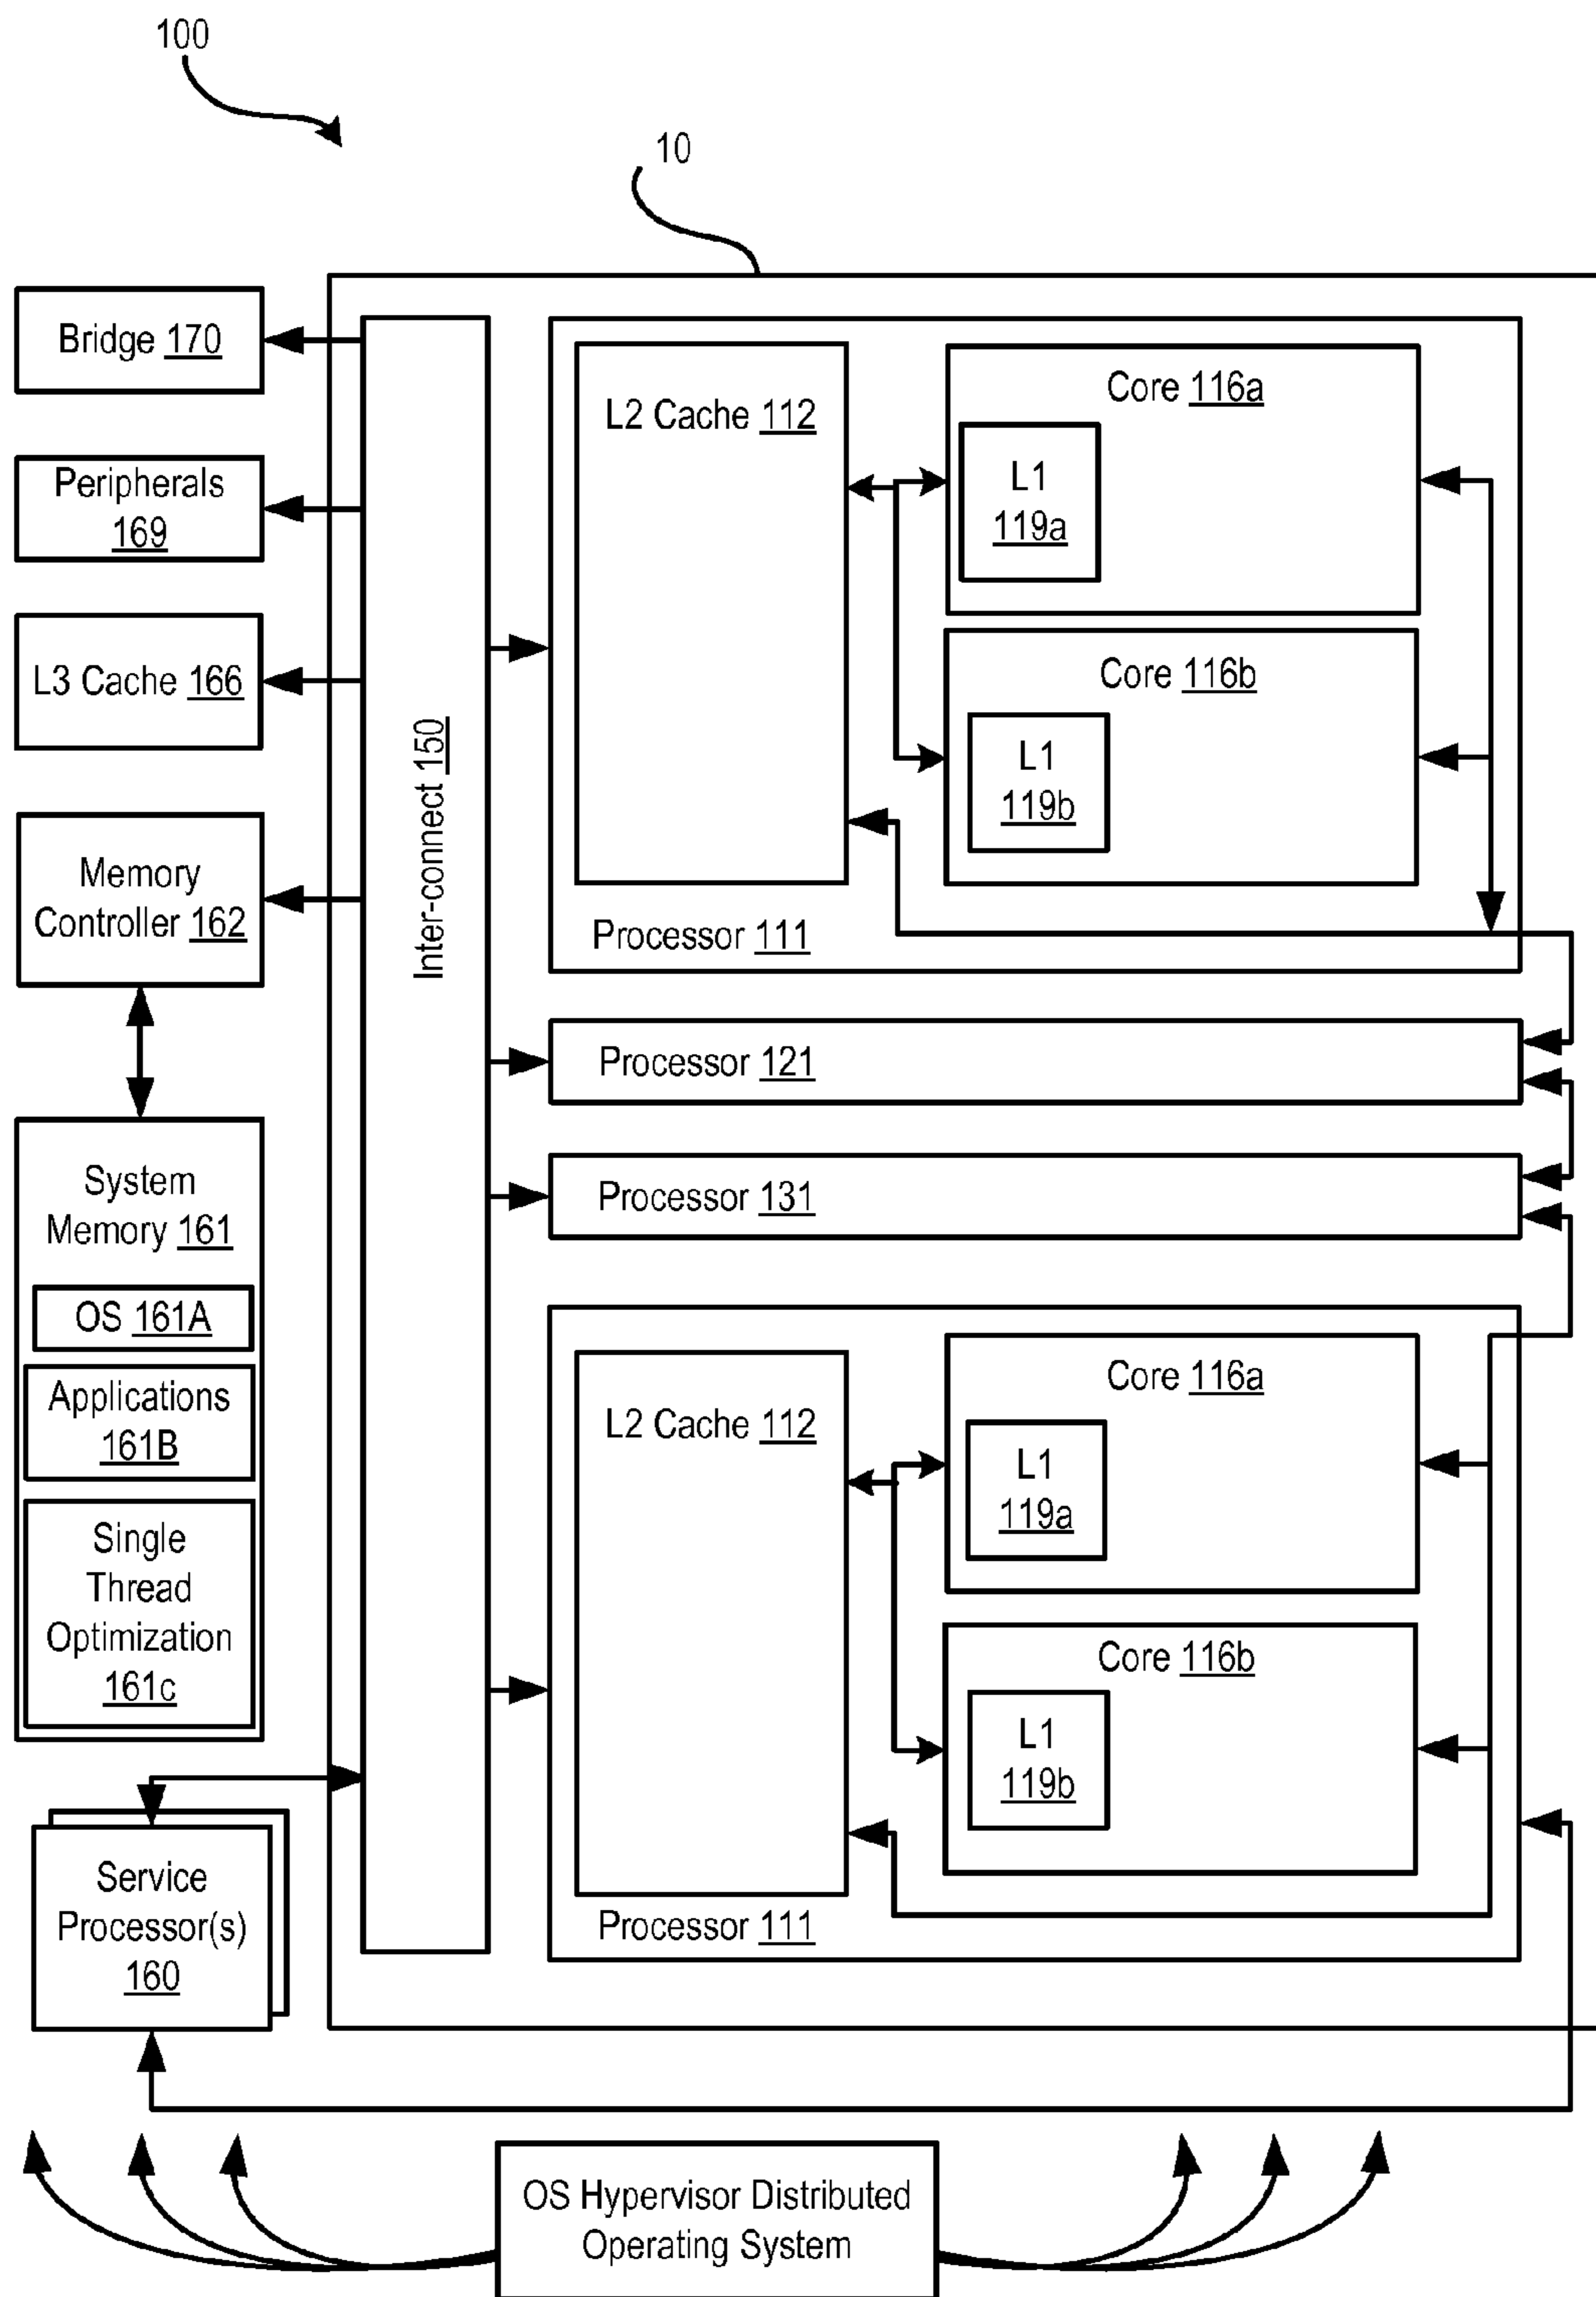 100
10
Bridge 170
Peripherals
169
L3 Cache 166
Memory
Controller 162
System
Memory 161
OS 161A
Applications
161B
Single
Thread
Optimization
161c
Service
Processor(s)
160
Inter-connect 150
L2 Cache 112
Core 116a
L1
119a
Core 116b
L1
119b
Processor 111
Processor 121
Processor 131
L2 Cache 112
Core 116a
L1
119a
Core 116b
L1
119b
Processor 111
OS Hypervisor Distributed
Operating System